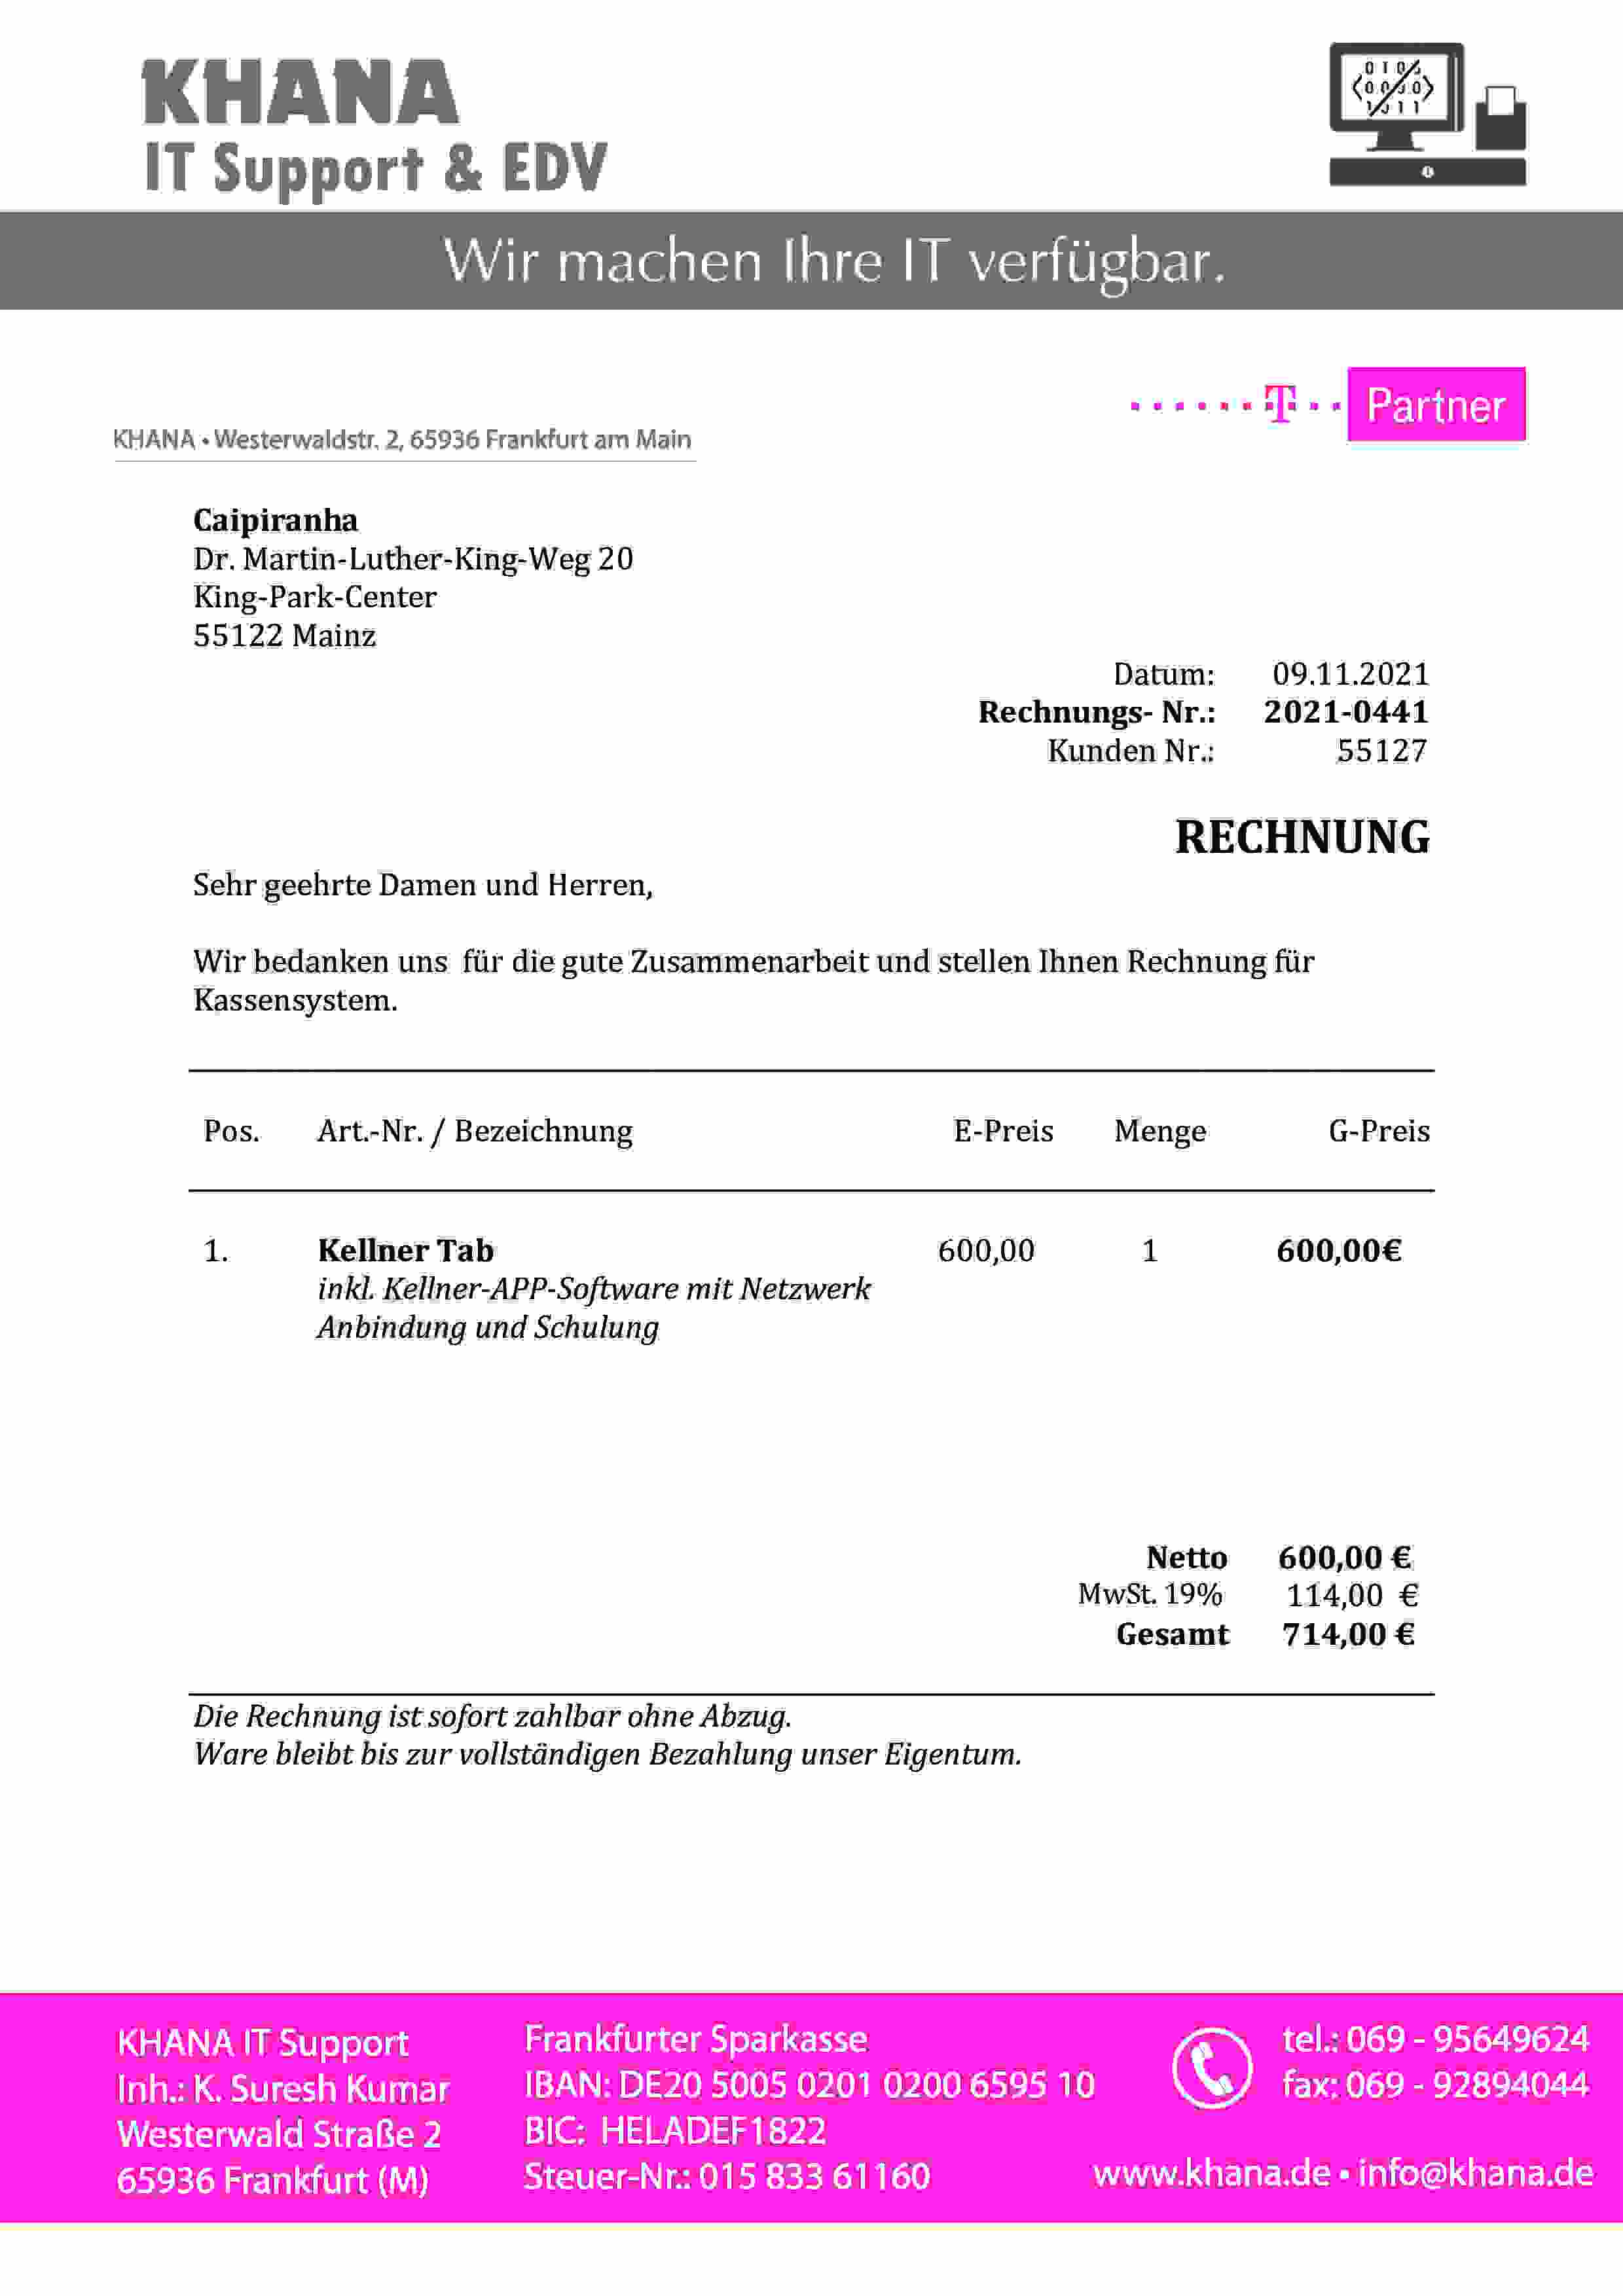 KHANA
IT Support & EDV
Wir machen Ihre IT verfügbar.
T Partner
KHANA • Westerwaldstr. 2, 65936 Frankfurt am Main
Caipiranha
Dr. Martin-Luther-King-Weg 20
King-Park-Center
55122 Mainz
Datum: 09.11.2021
Rechnungs- Nr.: 2021-0441
Kunden Nr.: 55127
RECHNUNG
Sehr geehrte Damen und Herren,
Wir bedanken uns für die gute Zusammenarbeit und stellen Ihnen Rechnung für
Kassensystem.
Pos. Art.-Nr. / Bezeichnung E-Preis Menge G-Preis
1. Kellner Tab 600,00 1 600,00€
inkl. Kellner-APP-Software mit Netzwerk
Anbindung und Schulung
Netto 600,00 €
MwSt. 19% 114,00 €
Gesamt 714,00 €
Die Rechnung ist sofort zahlbar ohne Abzug.
Ware bleibt bis zur vollständigen Bezahlung unser Eigentum.
KHANA IT Support
Inh.: K. Suresh Kumar
Westerwald Straße 2
65936 Frankfurt (M)
Frankfurter Sparkasse
IBAN: DE20 5005 0201 0200 6595 10
BIC: HELADEF1822
Steuer-Nr.: 015 833 61160
tel.: 069 - 95649624
fax: 069 - 92894044
www.khana.de • info@khana.de